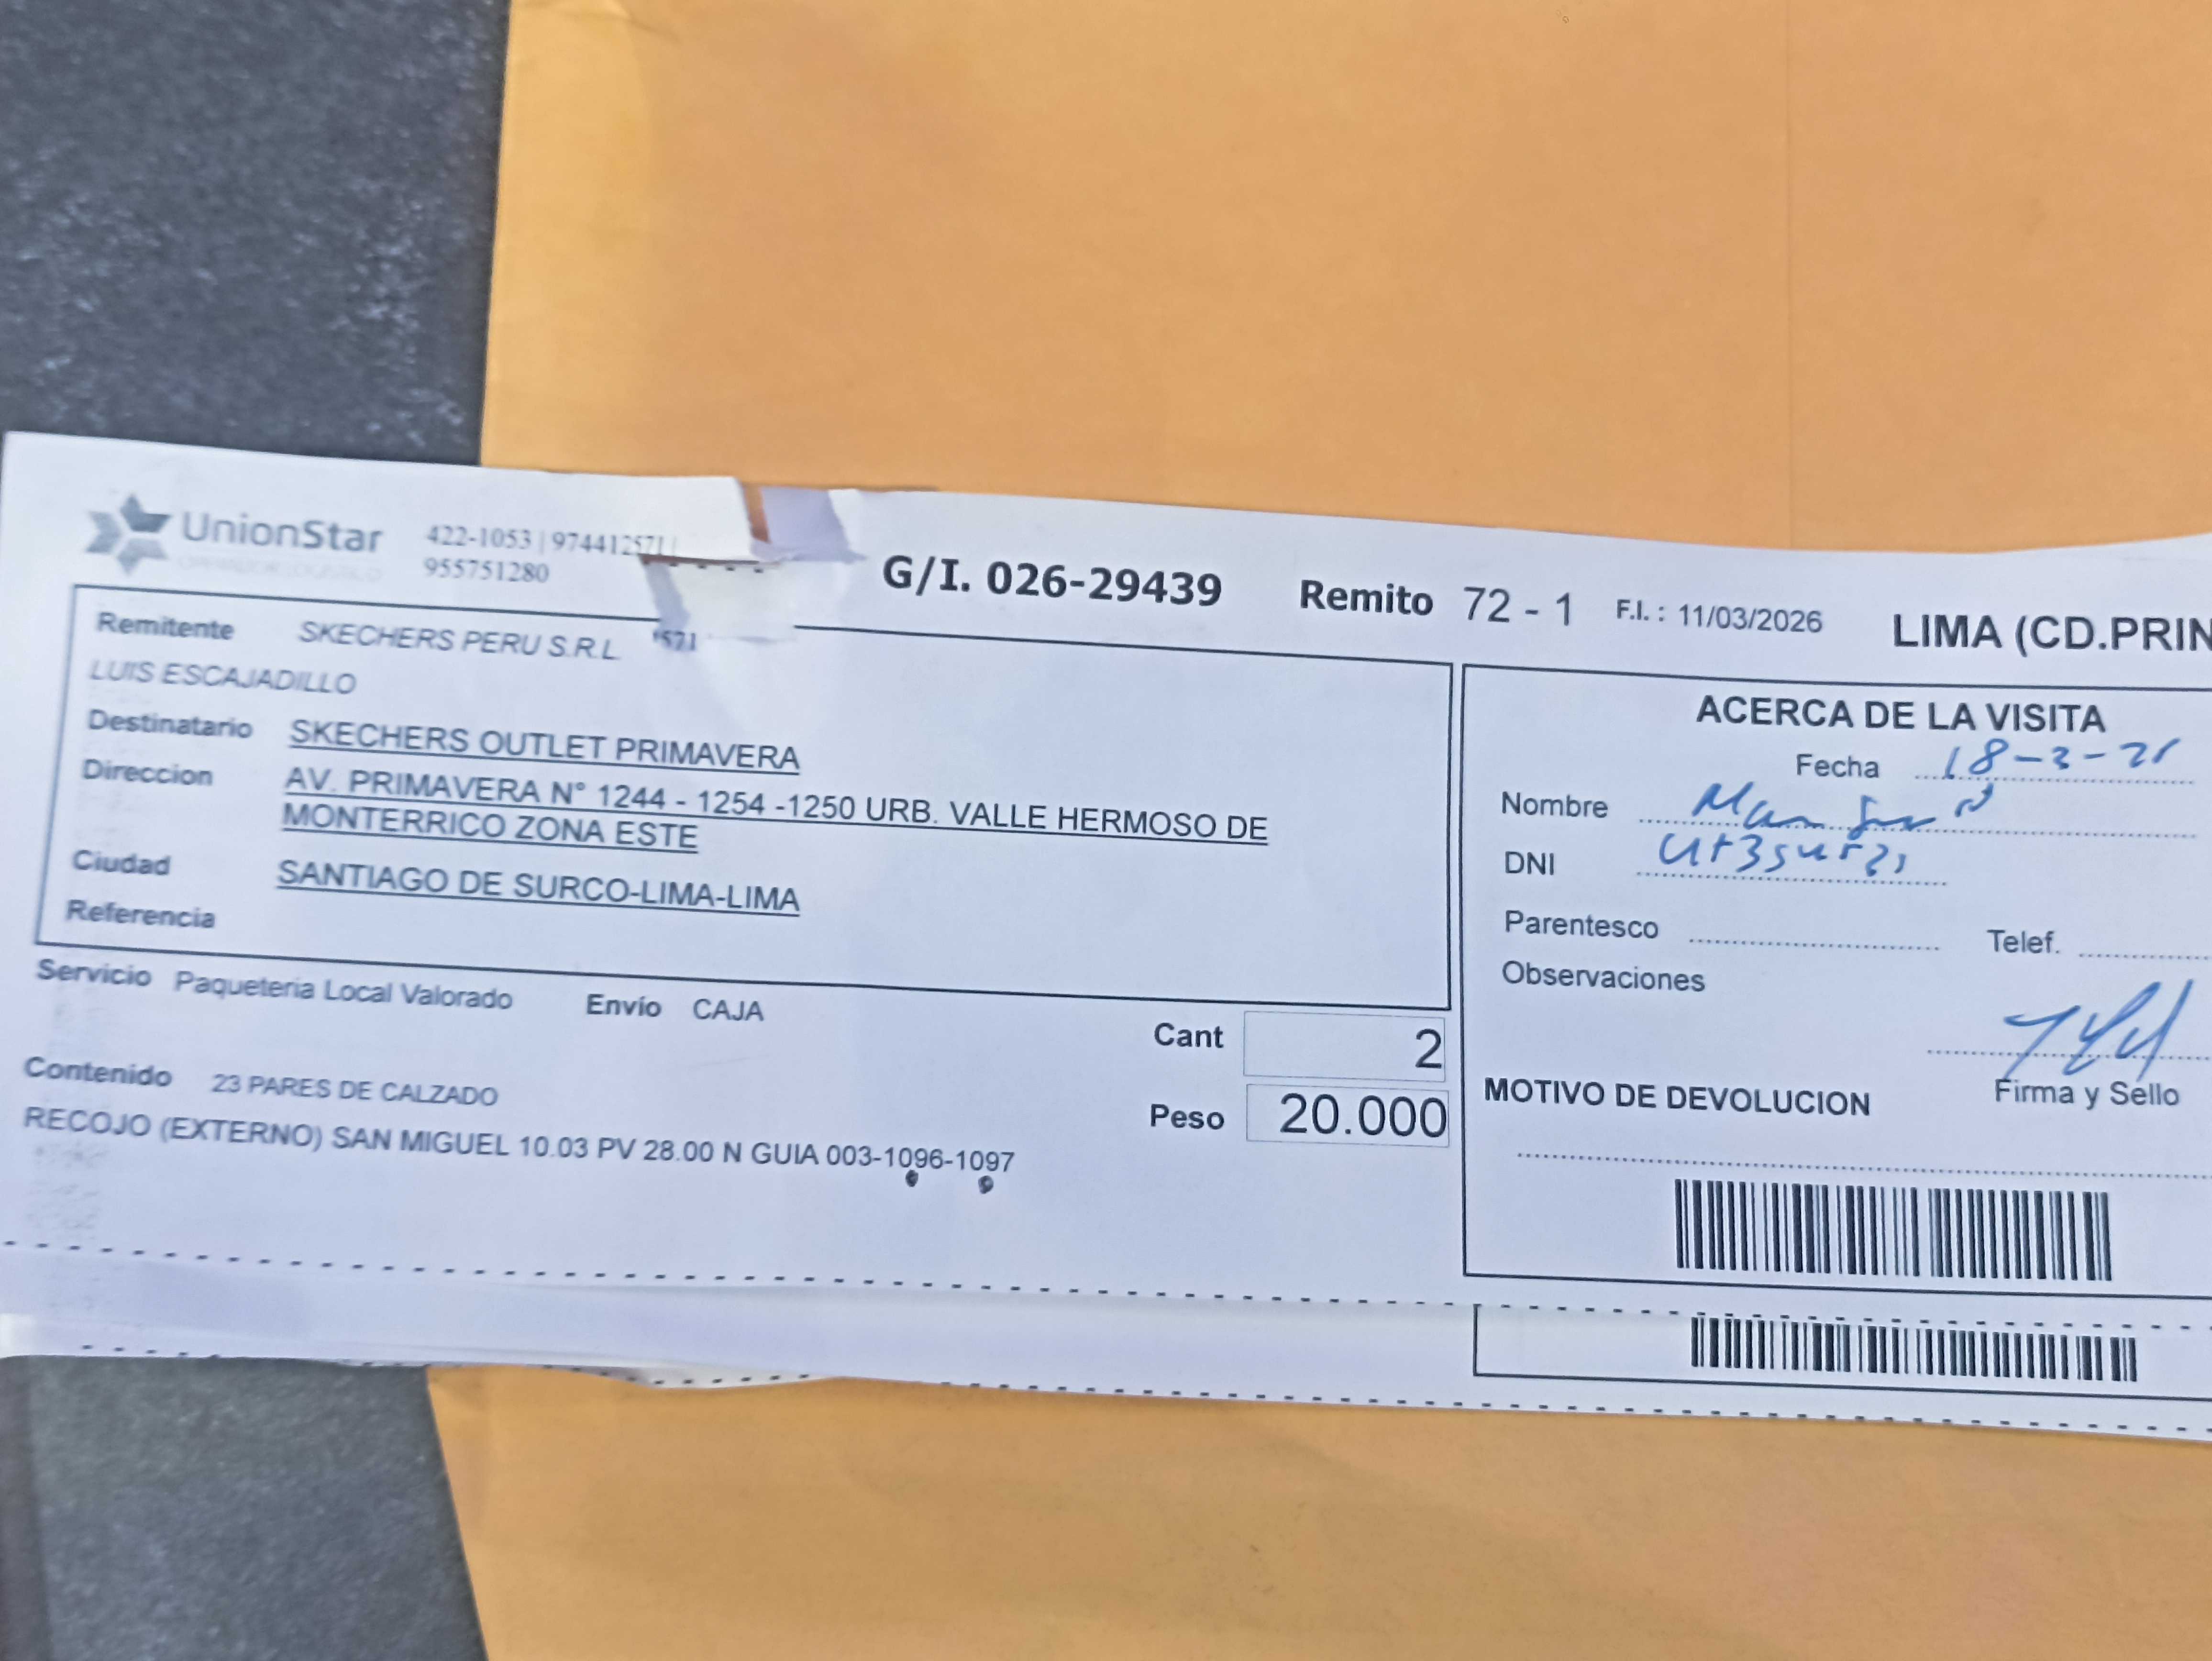 UnionStar 422-1053 | 974412571 |
955751280
G/I. 026-29439 Remito 72 - 1 F.I. : 11/03/2026 LIMA (CD.PRIN
Remitente SKECHERS PERU S.R.L 1571
LUIS ESCAJADILLO
Destinatario SKECHERS OUTLET PRIMAVERA
Direccion AV. PRIMAVERA N° 1244 - 1254 -1250 URB. VALLE HERMOSO DE
MONTERRICO ZONA ESTE
Ciudad SANTIAGO DE SURCO-LIMA-LIMA
Referencia
Servicio Paqueteria Local Valorado Envío CAJA
Cant 2
Contenido 23 PARES DE CALZADO
Peso 20.000
RECOJO (EXTERNO) SAN MIGUEL 10.03 PV 28.00 N GUIA 003-1096-1097
ACERCA DE LA VISITA
Fecha
Nombre
DNI
Parentesco Telef.
Observaciones
Firma y Sello
MOTIVO DE DEVOLUCION